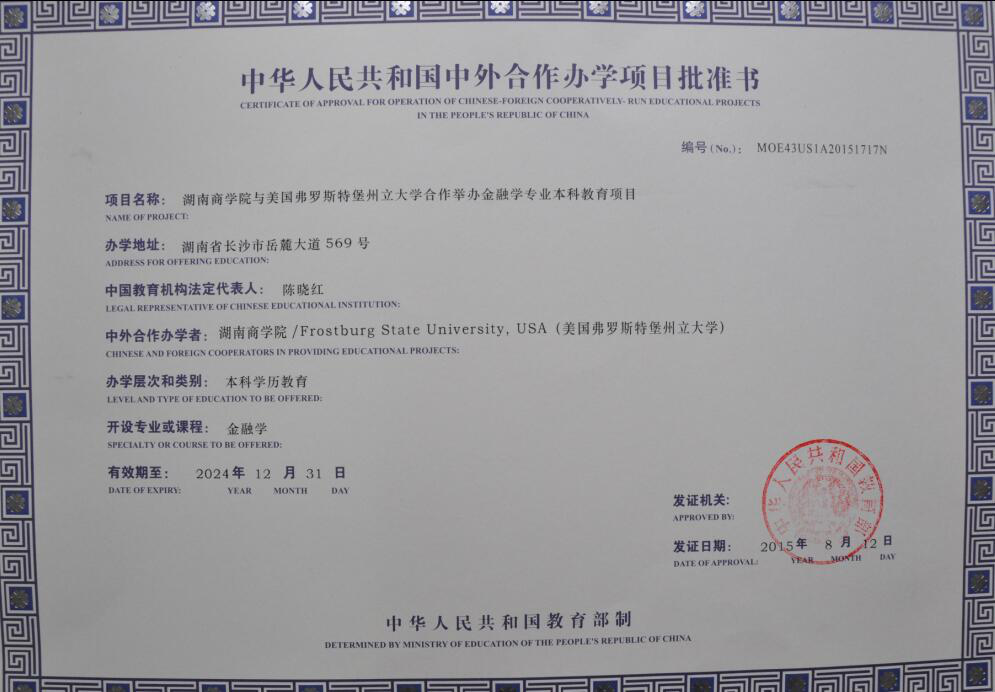 中华人民共和国中外合作办学项目批准书
CERTIFICATE OF APPROVAL FOR OPERATION OF CHINESE-FOREIGN COOPERATIVELY- RUN EDUCATIONAL PROJECTS
IN THE PEOPLE'S REPUBLIC OF CHINA
编号(No.): MOE43US1A20151717N
项目名称: 湖南商学院与美国弗罗斯特堡州立大学合作举办金融学专业本科教育项目
NAME OF PROJECT:
办学地址: 湖南省长沙市岳麓大道 569 号
ADDRESS FOR OFFERING EDUCATION:
中国教育机构法定代表人: 陈晓红
LEGAL REPRESENTATIVE OF CHINESE EDUCATIONAL INSTITUTION:
中外合作办学者: 湖南商学院 /Frostburg State University, USA (美国弗罗斯特堡州立大学)
CHINESE AND FOREIGN COOPERATORS IN PROVIDING EDUCATIONAL PROJECTS:
办学层次和类别: 本科学历教育
LEVEL AND TYPE OF EDUCATION TO BE OFFERED:
开设专业或课程: 金融学
SPECIALTY OR COURSE TO BE OFFERED:
有效期至: 2024 年 12 月 31 日
DATE OF EXPIRY: YEAR MONTH DAY
发证机关:
APPROVED BY:
中华人民共和国教育部
发证日期: 2015 年 8 月 12 日
DATE OF APPROVAL: YEAR MONTH DAY
中华人民共和国教育部制
DETERMINED BY MINISTRY OF EDUCATION OF THE PEOPLE'S REPUBLIC OF CHINA